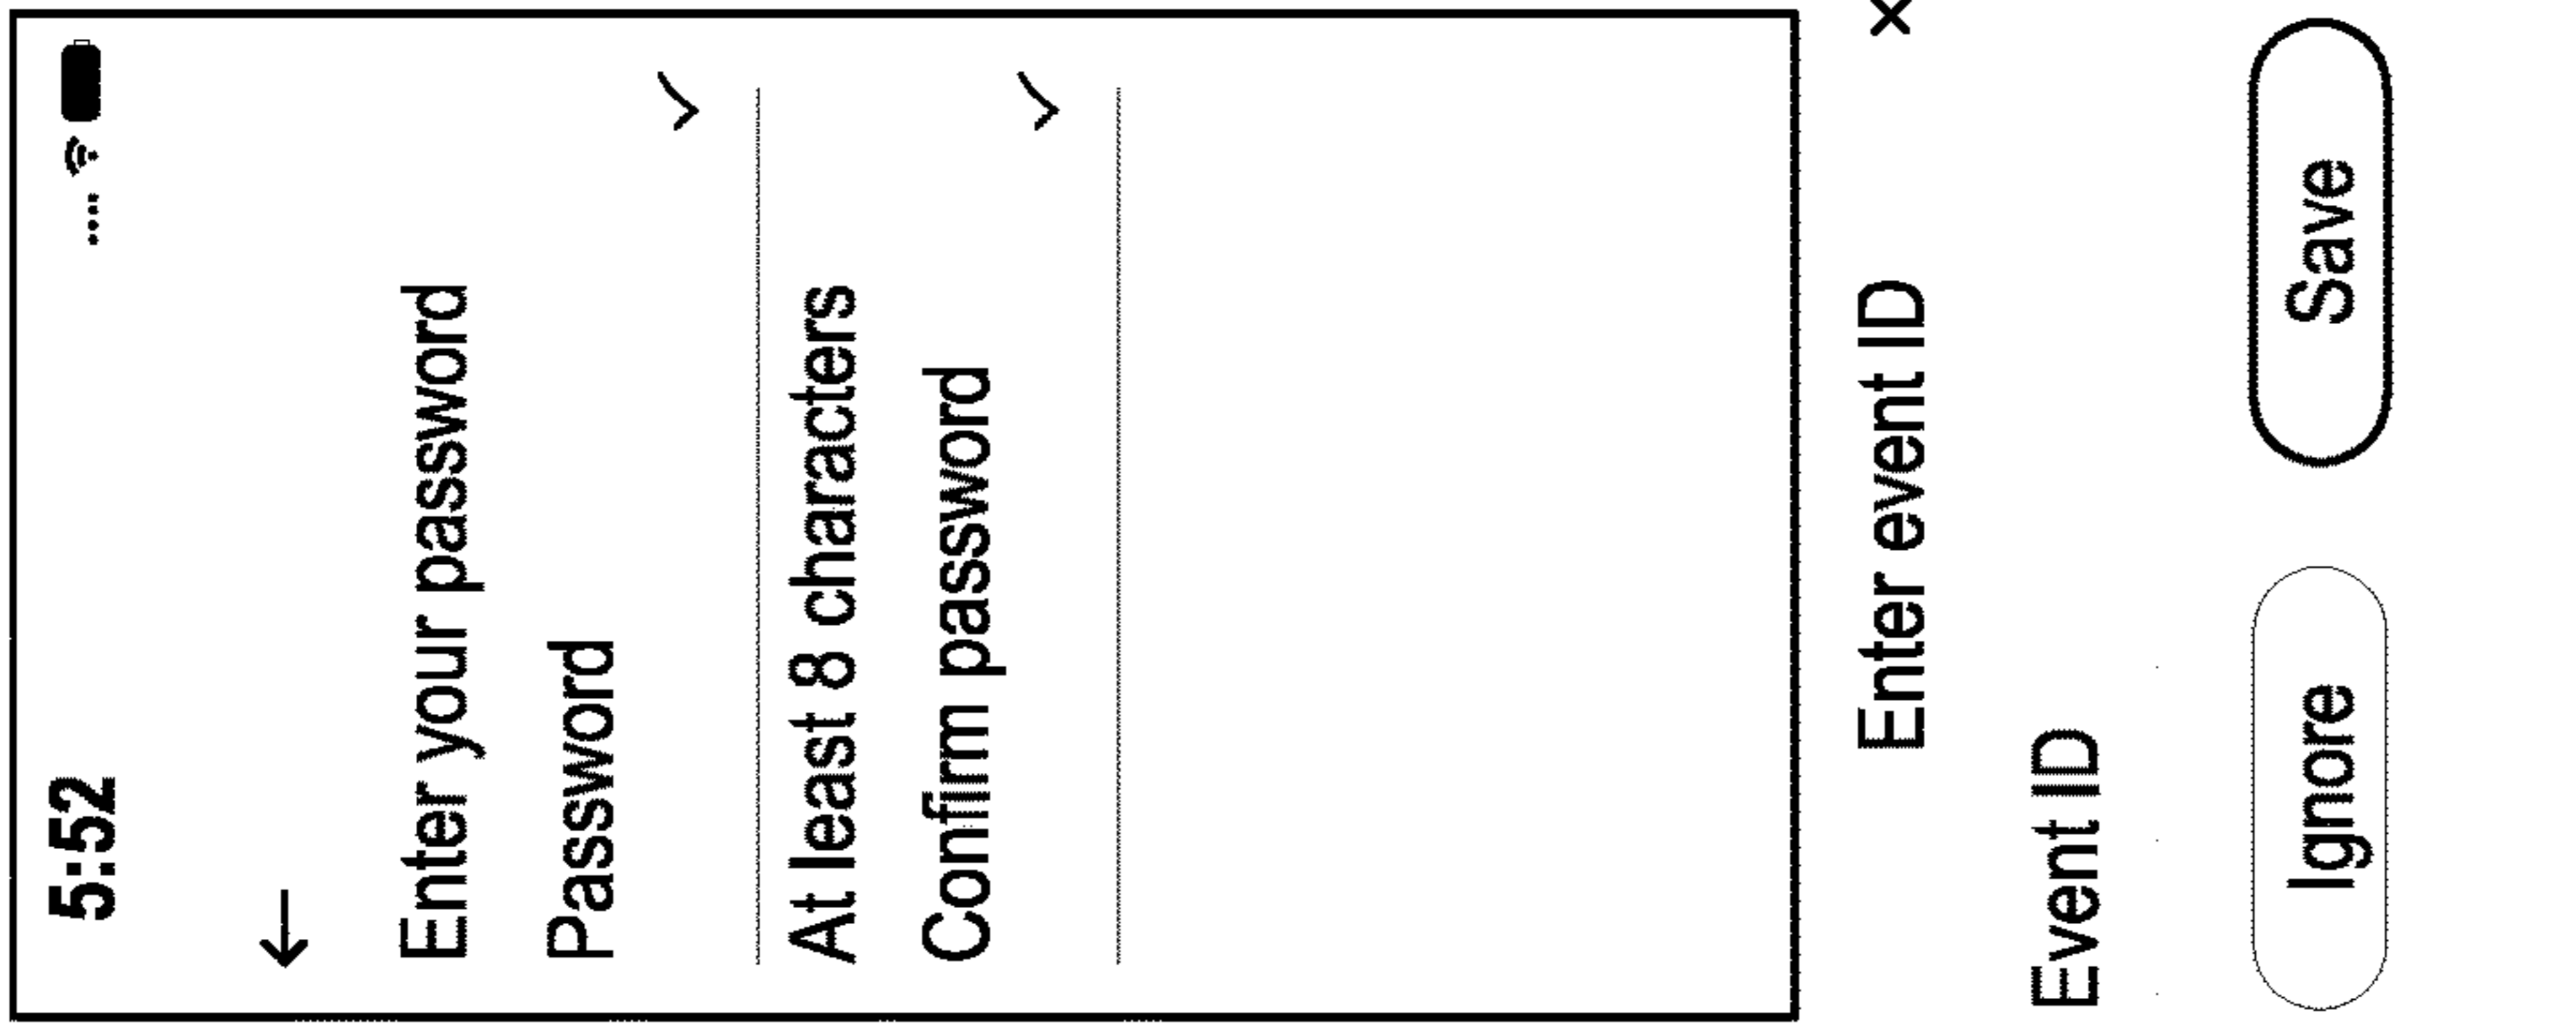 5:52
Enter your password
Password
At least 8 characters
Confirm password
Enter event ID
Event ID
Ignore
Save